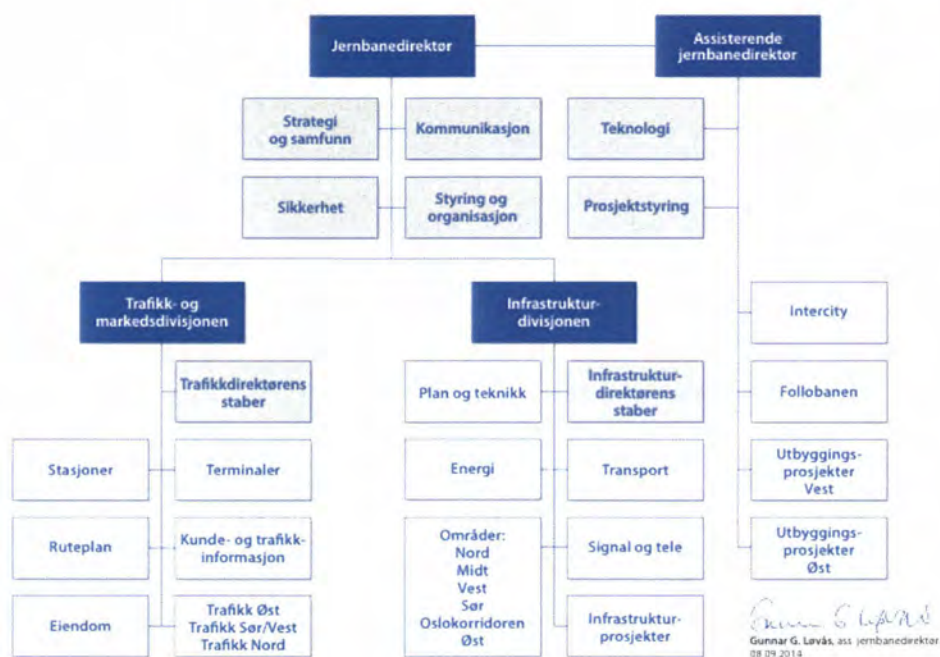 Jernbanedirektør
Assisterende
jernbanedirektør
Strategi
og samfunn
Kommunikasjon
Teknologi
Sikkerhet
Styring og
organisasjon
Prosjektstyring
Trafikk- og
markedsdivisjonen
Infrastruktur-
divisjonen
Intercity
Trafikkdirektørens
staber
Plan og teknikk
Infrastruktur-
direktørens
staber
Follobanen
Stasjoner
Terminaler
Energi
Transport
Utbyggings-
prosjekter
Vest
Ruteplan
Kunde- og trafikk-
informasjon
Områder:
Nord
Midt
Vest
Sør
Oslokorridoren
Øst
Signal og tele
Utbyggings-
prosjekter
Øst
Eiendom
Trafikk Øst
Trafikk Sør/Vest
Trafikk Nord
Infrastruktur-
prosjekter
Gunnar G. Løvås, ass jernbanedirektør
08 09 2014